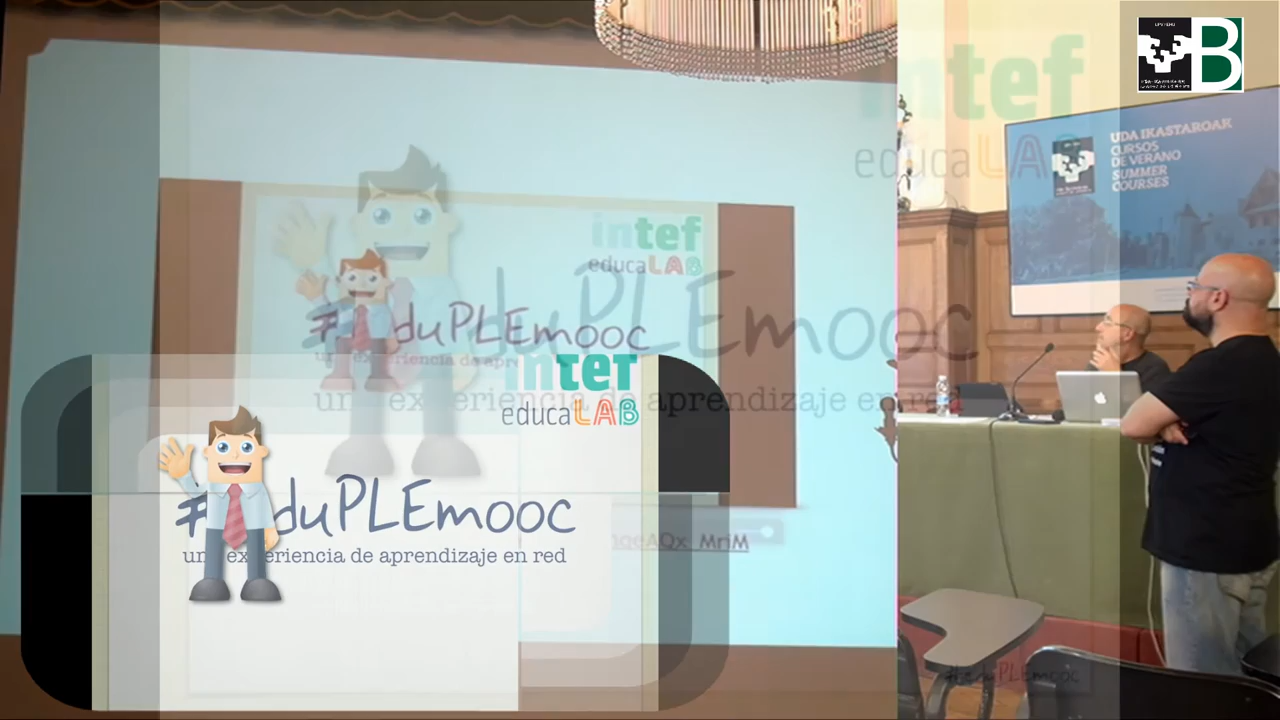 intef
educaLAB
UDA IKASTAROAK
CURSOS
DE VERANO
SUMMER
COURSES
B
intef
educaLAB
#eduPLEmooc
una experiencia de aprendizaje en red
intef
educaLAB
#eduPLEmooc
una experiencia de aprendizaje en red
#eduPLEmooc
#eduPLEmooc